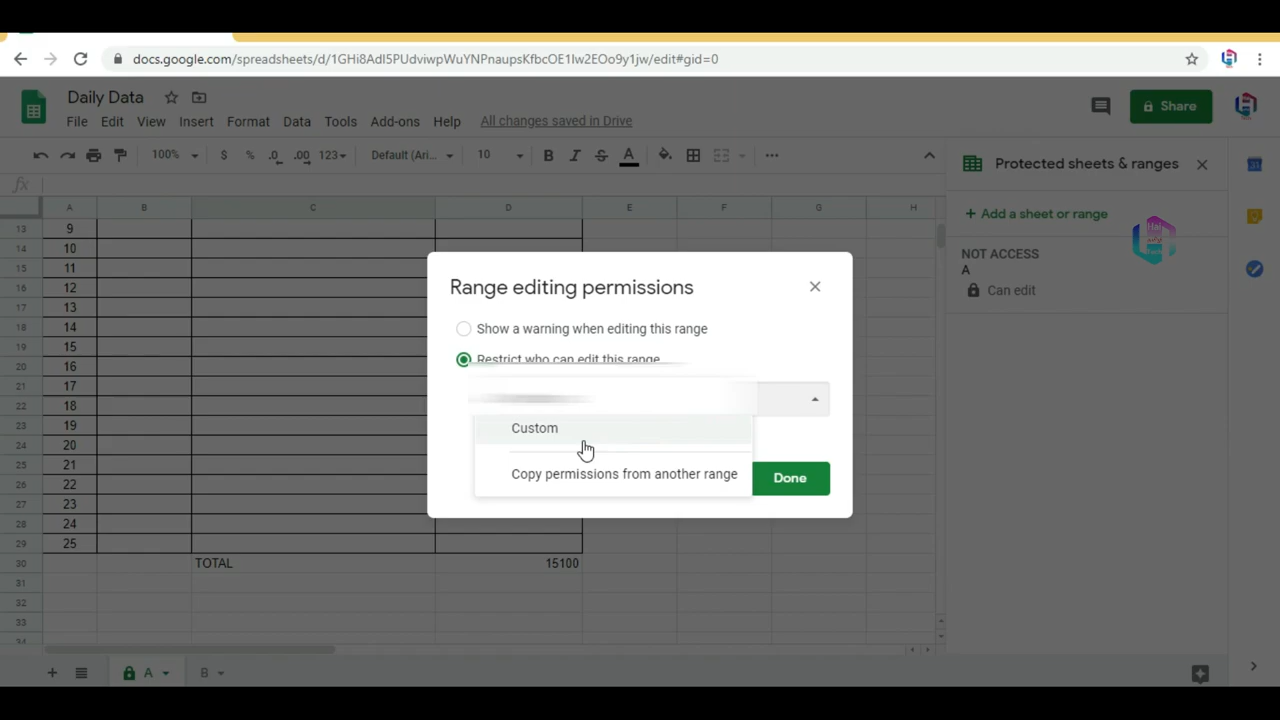 docs.google.com/spreadsheets/d/1GHi8AdI5PUdviwpWuYNPnaupsKfbcOE1lw2EOo9y1jw/edit#gid=0
Daily Data
Share
File Edit View Insert Format Data Tools Add-ons Help All changes saved in Drive
100% $ % .0 .00 123 Default (Ari... 10 B I S A
Protected sheets & ranges
fx
A B C D E F G H
+ Add a sheet or range
NOT ACCESS
A
Can edit
13 9
14 10
15 11
16 12
17 13
18 14
19 15
20 16
21 17
22 18
23 19
24 20
25 21
26 22
27 23
28 24
29 25
30 TOTAL 15100
31
32
33
34
Range editing permissions
Show a warning when editing this range
Restrict who can edit this range
Custom
Copy permissions from another range
Done
+ A B